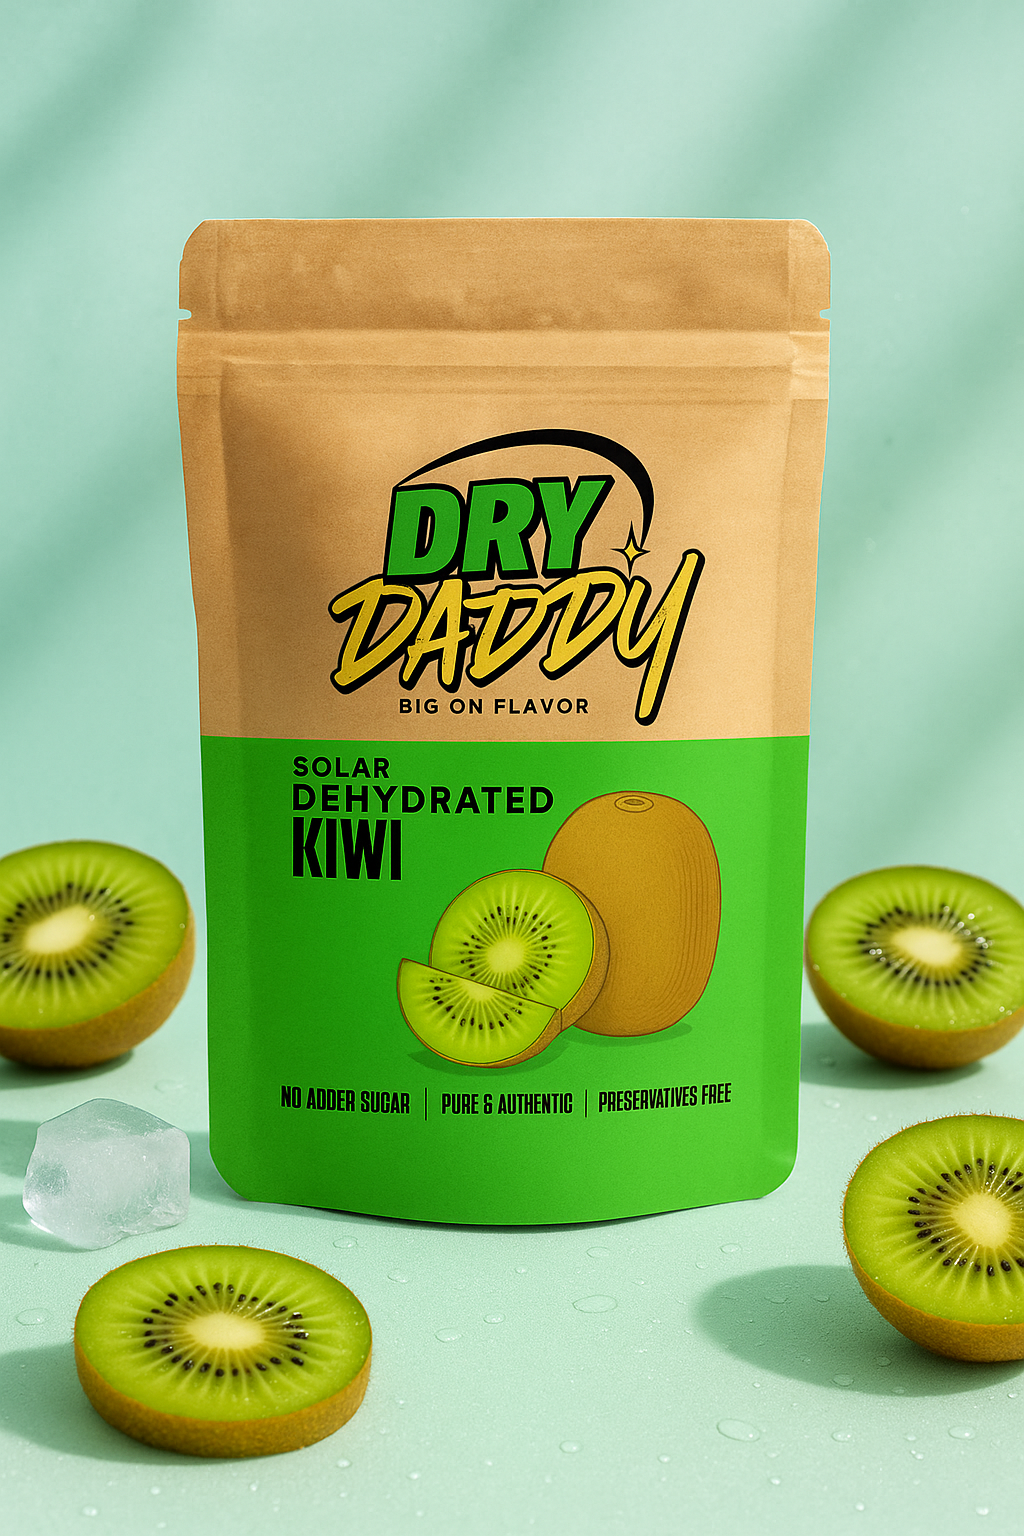 DRY
DADDY
BIG ON FLAVOR
SOLAR
DEHYDRATED
KIWI
NO ADDER SUGAR | PURE & AUTHENTIC | PRESERVATIVES FREE